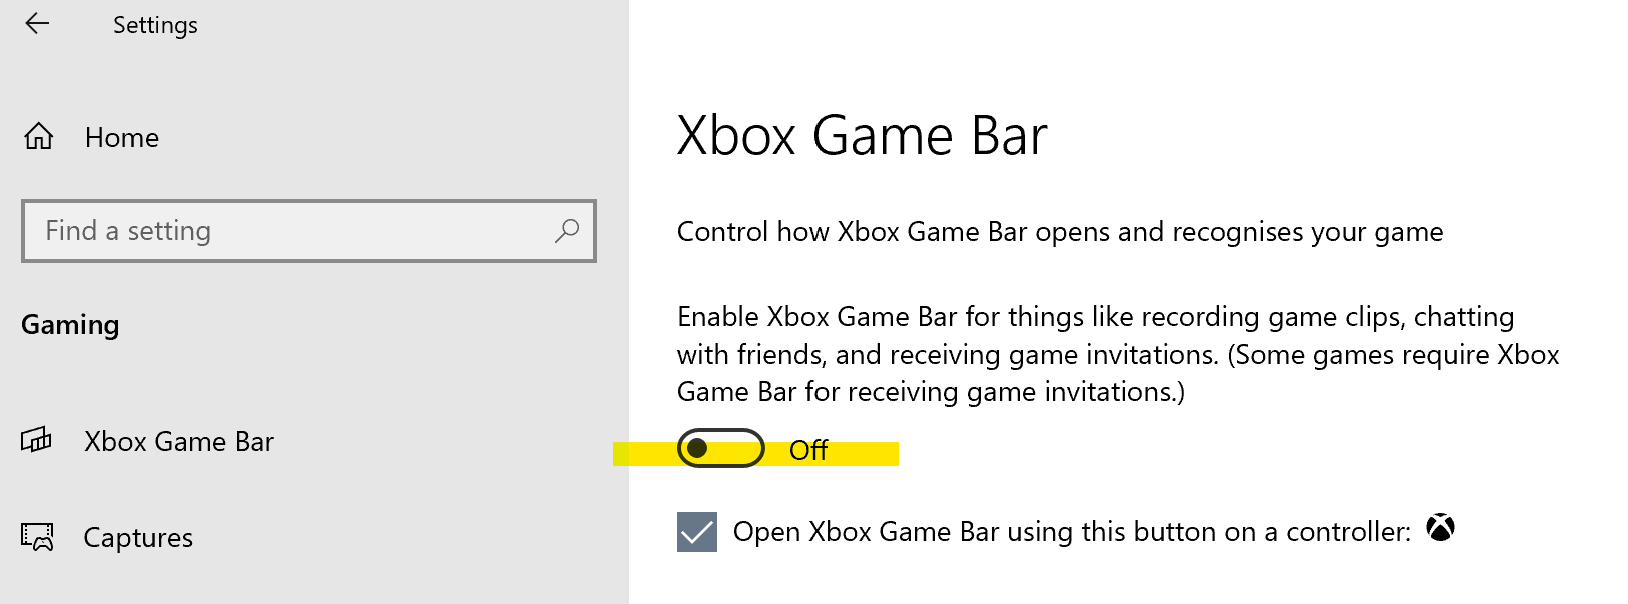 Settings
Home
Find a setting
Gaming
Xbox Game Bar
Captures
Xbox Game Bar
Control how Xbox Game Bar opens and recognises your game
Enable Xbox Game Bar for things like recording game clips, chatting
with friends, and receiving game invitations. (Some games require Xbox
Game Bar for receiving game invitations.)
Off
Open Xbox Game Bar using this button on a controller: